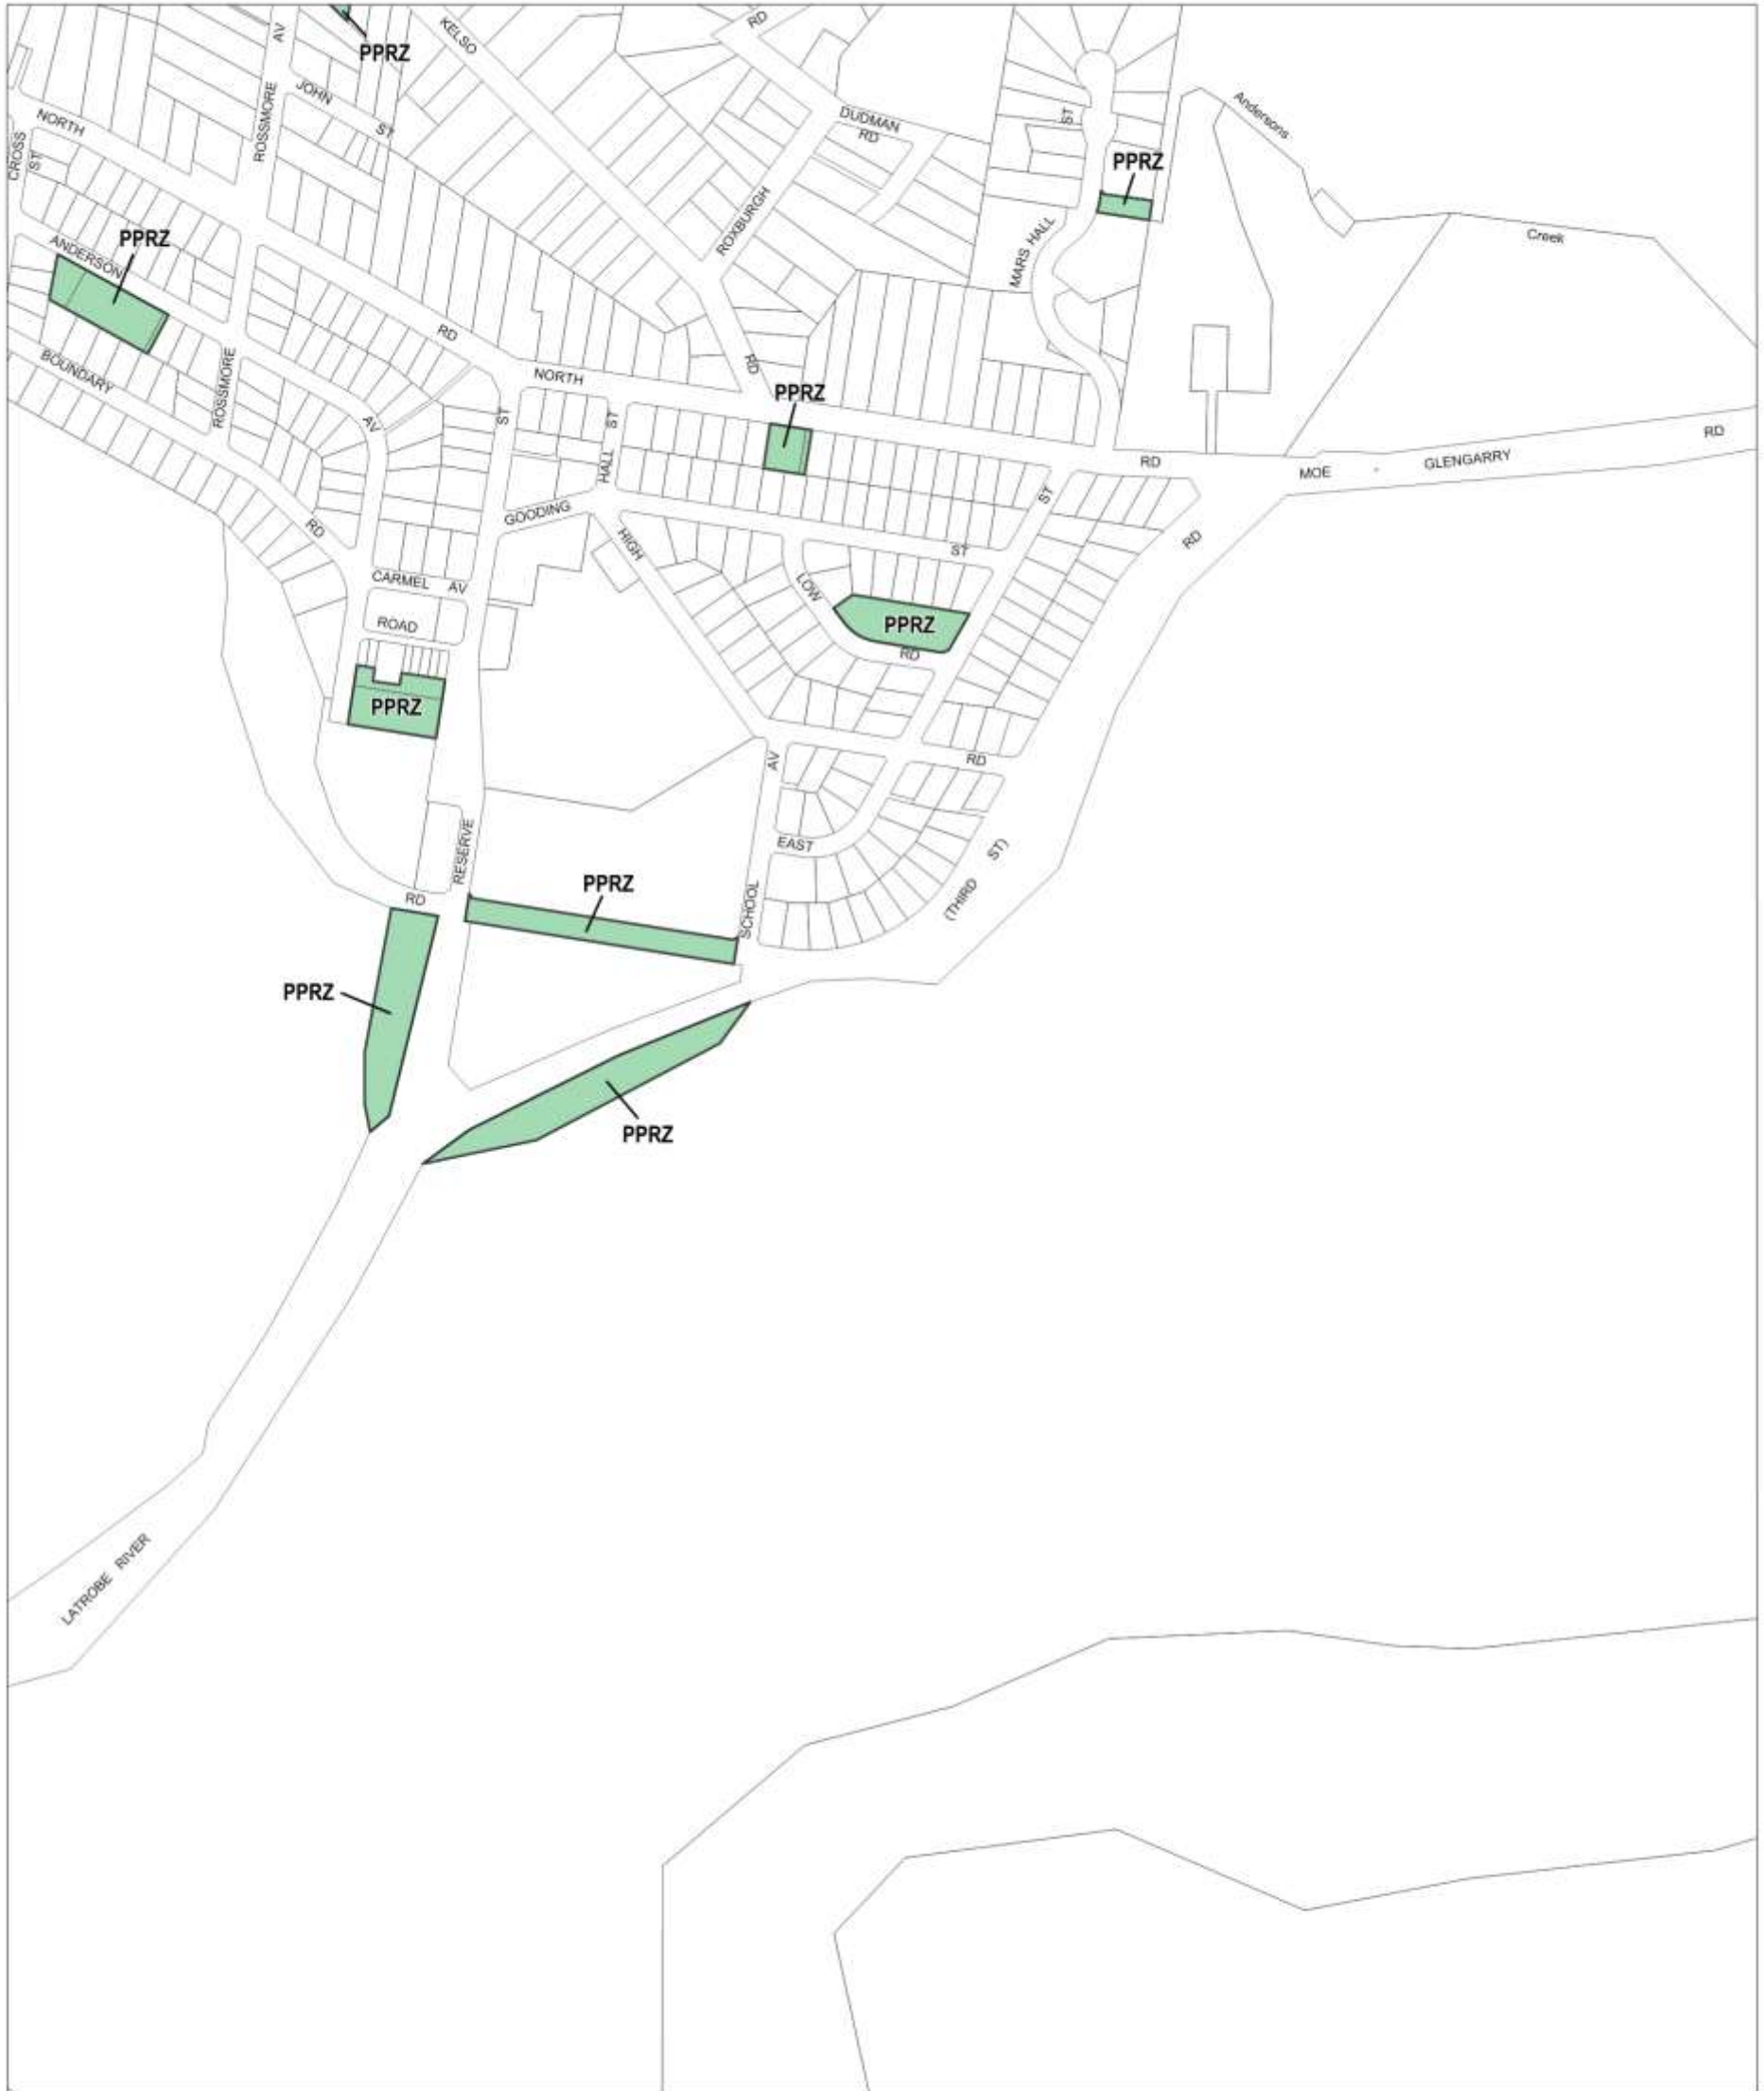 AV
KELSO
RD
PPRZ
ROSSMORE
JOHN
ST
NORTH
CROSS
ST
DUDMAN
RD
ST
Andersons
PPRZ
ROXBURGH
MARS HALL
Creek
PPRZ
ANDERSON
RD
BOUNDARY
ROSSMORE
NORTH
RD
PPRZ
AV
ST
ST
HALL
RD
RD
MOE - GLENGARRY
RD
GOODING
HIGH
ST
ST
RD
CARMEL AV
LOW
ROAD
PPRZ
RD
PPRZ
AV
RD
EAST
RESERVE
SCHOOL
(THIRD ST)
RD
PPRZ
PPRZ
PPRZ
LATROBE RIVER